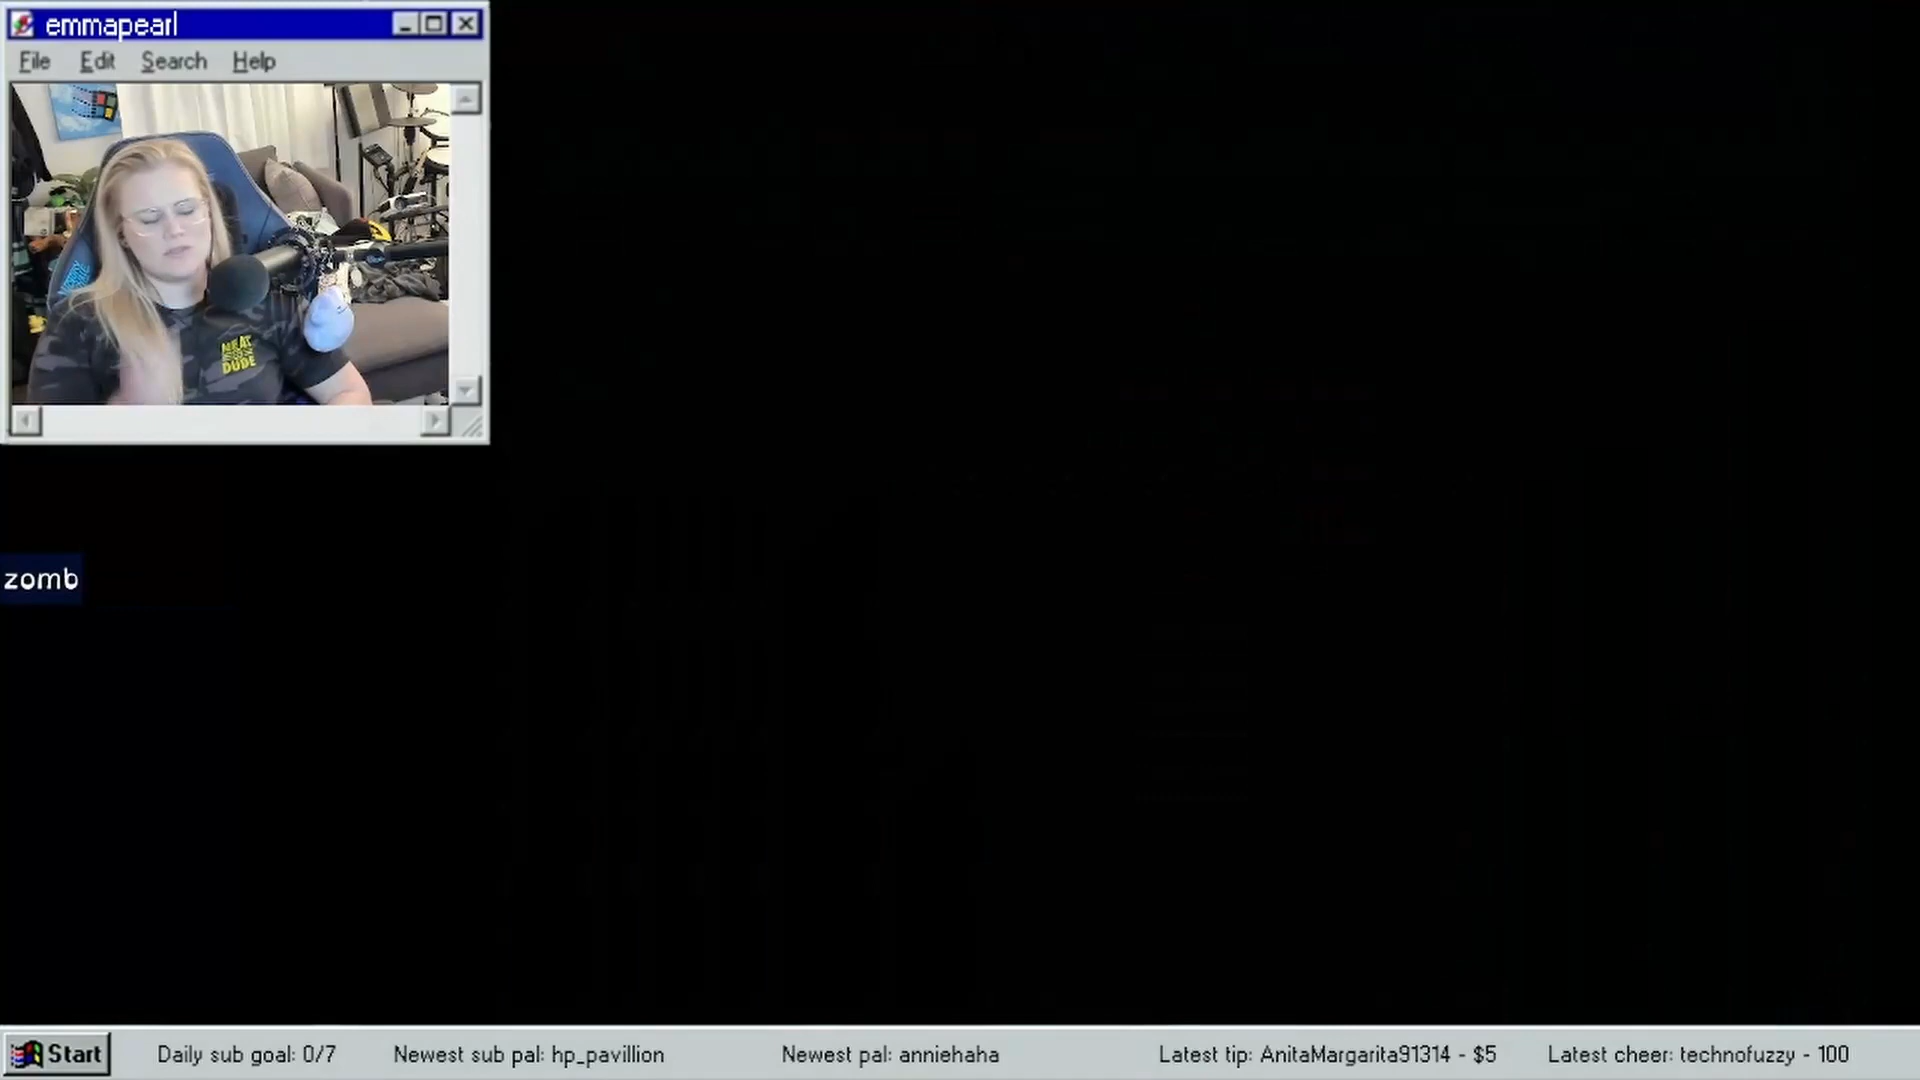 emmapearl
File Edit Search Help
zomb
Start Daily sub goal: 0/7 Newest sub pal: hp_pavillion Newest pal: anniehaha Latest tip: AnitaMargarita91314 - $5 Latest cheer: technofuzzy - 100